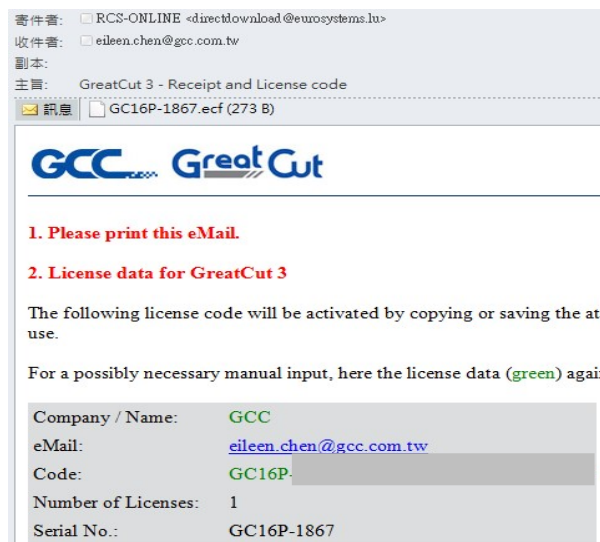 寄件者: RCS-ONLINE <directdownload@eurosystems.lu>
收件者: eileen.chen@gcc.com.tw
副本:
主旨: GreatCut 3 - Receipt and License code
訊息 GC16P-1867.ecf (273 B)
GCC GreatCut
1. Please print this eMail.
2. License data for GreatCut 3
The following license code will be activated by copying or saving the at
use.
For a possibly necessary manual input, here the license data (green) agai
Company / Name: GCC
eMail: eileen.chen@gcc.com.tw
Code: GC16P-
Number of Licenses: 1
Serial No.: GC16P-1867